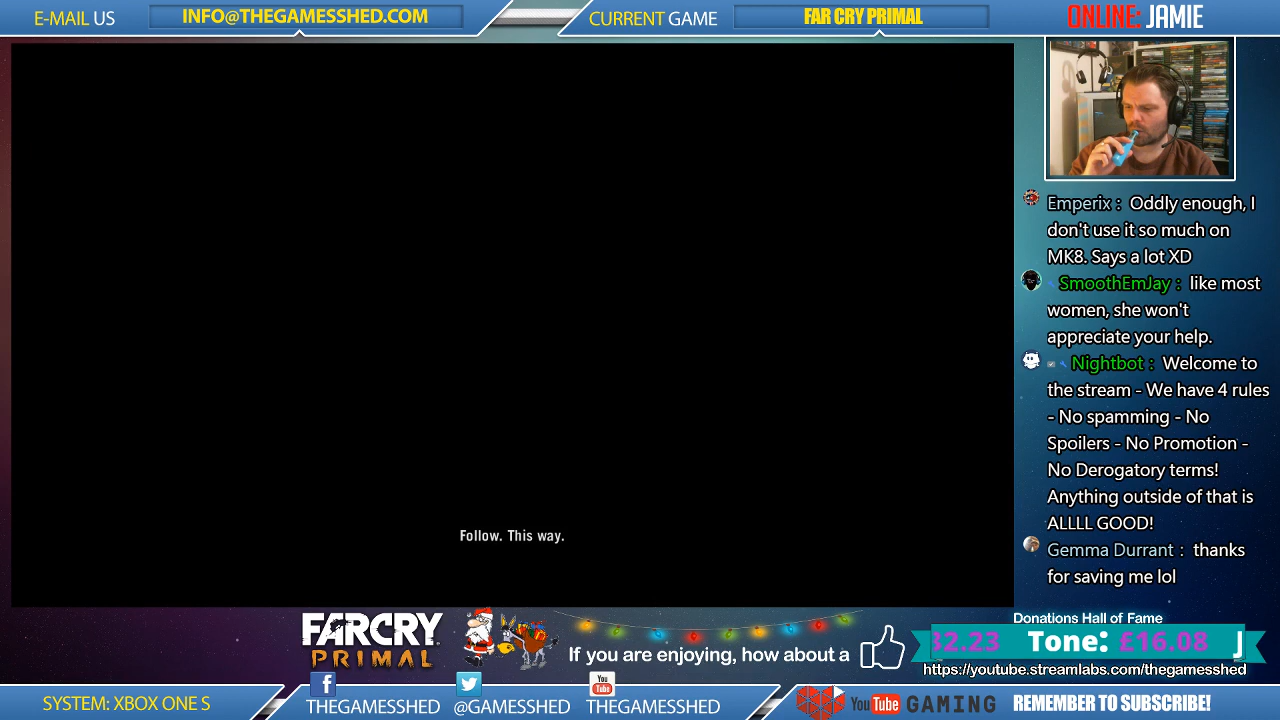 E-MAIL US
INFO@THEGAMESSHED.COM
CURRENT GAME
FAR CRY PRIMAL
ONLINE: JAMIE
Emperix : Oddly enough, I
don't use it so much on
MK8. Says a lot XD
SmoothEmJay : like most
women, she won't
appreciate your help.
Nightbot : Welcome to
the stream - We have 4 rules
- No spamming - No
Spoilers - No Promotion -
No Derogatory terms!
Anything outside of that is
ALLLL GOOD!
Gemma Durrant : thanks
for saving me lol
Follow. This way.
FARCRY
PRIMAL
If you are enjoying, how about a
Donations Hall of Fame
32.23 Tone: £16.08 J
https://youtube.streamlabs.com/thegamesshed
SYSTEM: XBOX ONE S
f
THEGAMESSHED
@GAMESSHED
You
Tube
THEGAMESSHED
YouTube GAMING
REMEMBER TO SUBSCRIBE!